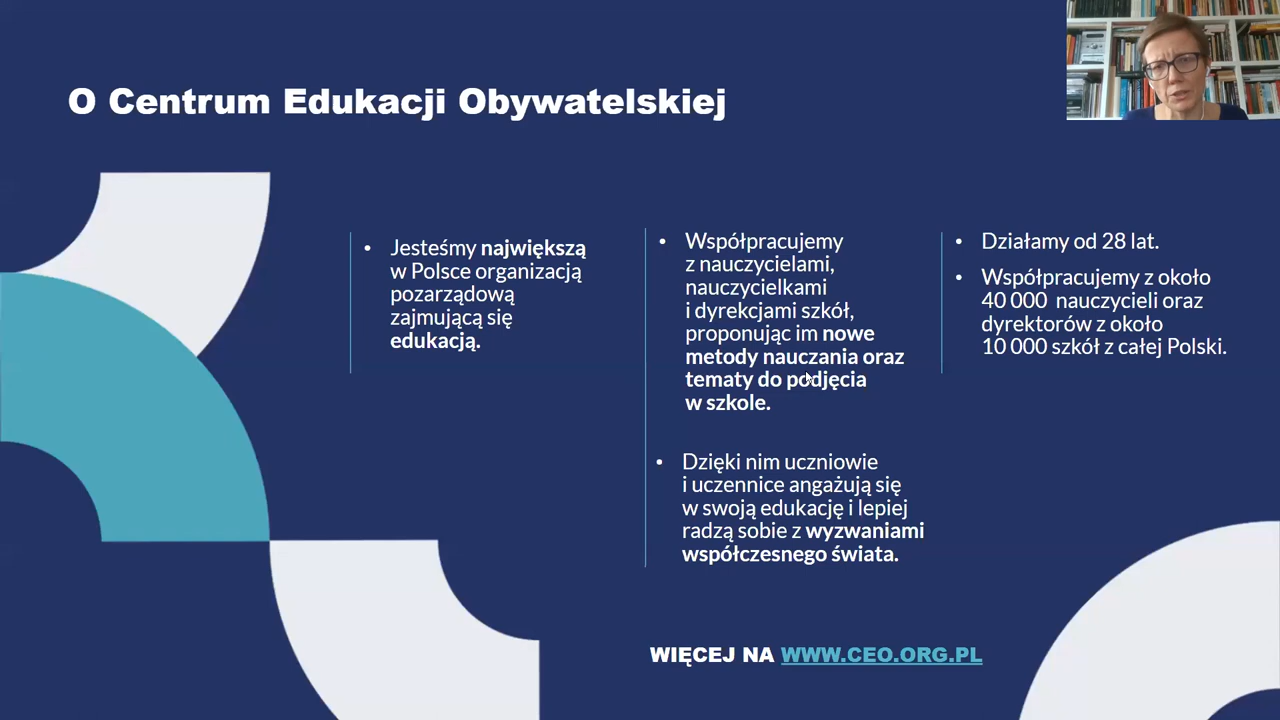 O Centrum Edukacji Obywatelskiej
• Jesteśmy największą
w Polsce organizacją
pozarządową
zajmującą się
edukacją.
• Współpracujemy
z nauczycielami,
nauczycielkami
i dyrekcjami szkół,
proponując im nowe
metody nauczania oraz
tematy do podjęcia
w szkole.
• Dzięki nim uczniowie
i uczennice angażują się
w swoją edukację i lepiej
radzą sobie z wyzwaniami
współczesnego świata.
• Działamy od 28 lat.
• Współpracujemy z około
40 000 nauczycieli oraz
dyrektorów z około
10 000 szkół z całej Polski.
WIĘCEJ NA WWW.CEO.ORG.PL